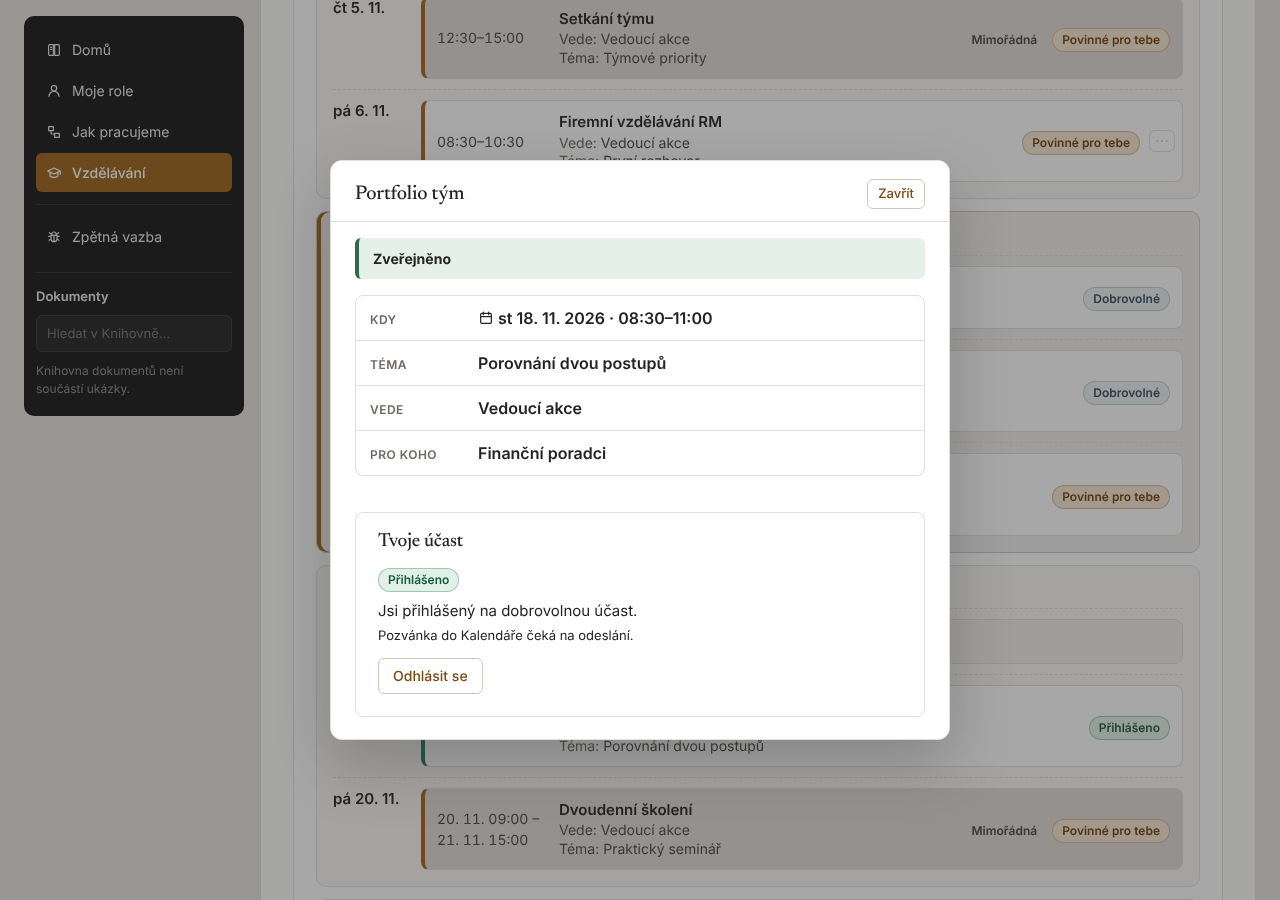 Domů
Moje role
Jak pracujeme
Vzdělávání
Zpětná vazba
Dokumenty
Hledat v Knihovně...
Knihovna dokumentů není
součástí ukázky.
čt 5. 11.
12:30–15:00
Setkání týmu
Vede: Vedoucí akce
Téma: Týmové priority
Mimořádná
Povinné pro tebe
pá 6. 11.
08:30–10:30
Firemní vzdělávání RM
Vede: Vedoucí akce
Téma: První rozhovor
Povinné pro tebe
...
Portfolio tým
Zavřít
Zveřejněno
KDY
st 18. 11. 2026 · 08:30–11:00
TÉMA
Porovnání dvou postupů
VEDE
Vedoucí akce
PRO KOHO
Finanční poradci
Tvoje účast
Přihlášeno
Jsi přihlášený na dobrovolnou účast.
Pozvánka do Kalendáře čeká na odeslání.
Odhlásit se
Dobrovolné
Dobrovolné
Povinné pro tebe
Přihlášeno
Téma: Porovnání dvou postupů
pá 20. 11.
20. 11. 09:00 –
21. 11. 15:00
Dvoudenní školení
Vede: Vedoucí akce
Téma: Praktický seminář
Mimořádná
Povinné pro tebe